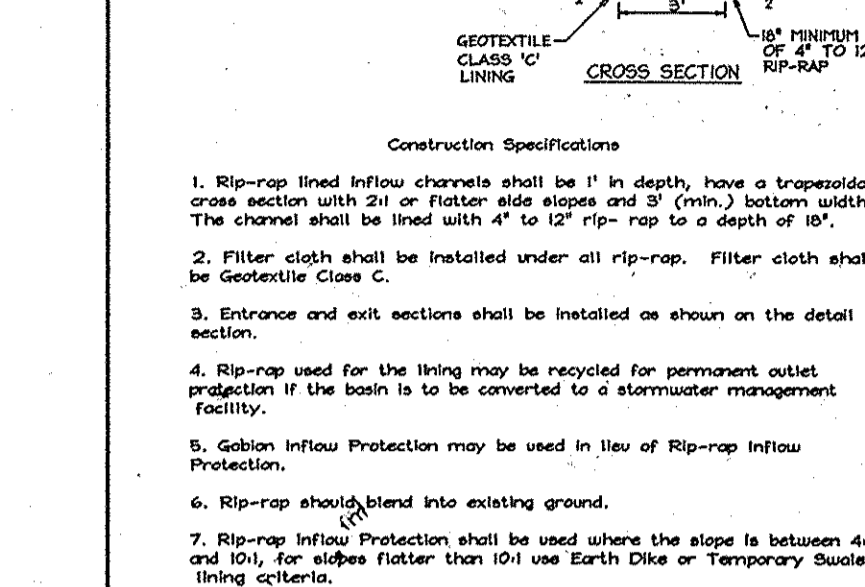 2
3'
2
GEOTEXTILE
CLASS 'C'
LINING
18" MINIMUM
OF 4" TO 12
RIP-RAP
CROSS SECTION
Construction Specifications
1. Rip-rap lined inflow channels shall be 1' in depth, have a trapezoida
cross section with 2:1 or flatter side slopes and 3' (min.) bottom width
The channel shall be lined with 4" to 12" rip- rap to a depth of 18".
2. Filter cloth shall be installed under all rip-rap. Filter cloth shal
be Geotextile Class C.
3. Entrance and exit sections shall be installed as shown on the detail
section.
4. Rip-rap used for the lining may be recycled for permanent outlet
protection if the basin is to be converted to a stormwater management
facility.
5. Gabion Inflow Protection may be used in lieu of Rip-rap Inflow
Protection.
6. Rip-rap should blend into existing ground.
7. Rip-rap Inflow Protection shall be used where the slope is between 4:
and 10:1, for slopes flatter than 10:1 use Earth Dike or Temporary Swale
lining criteria.